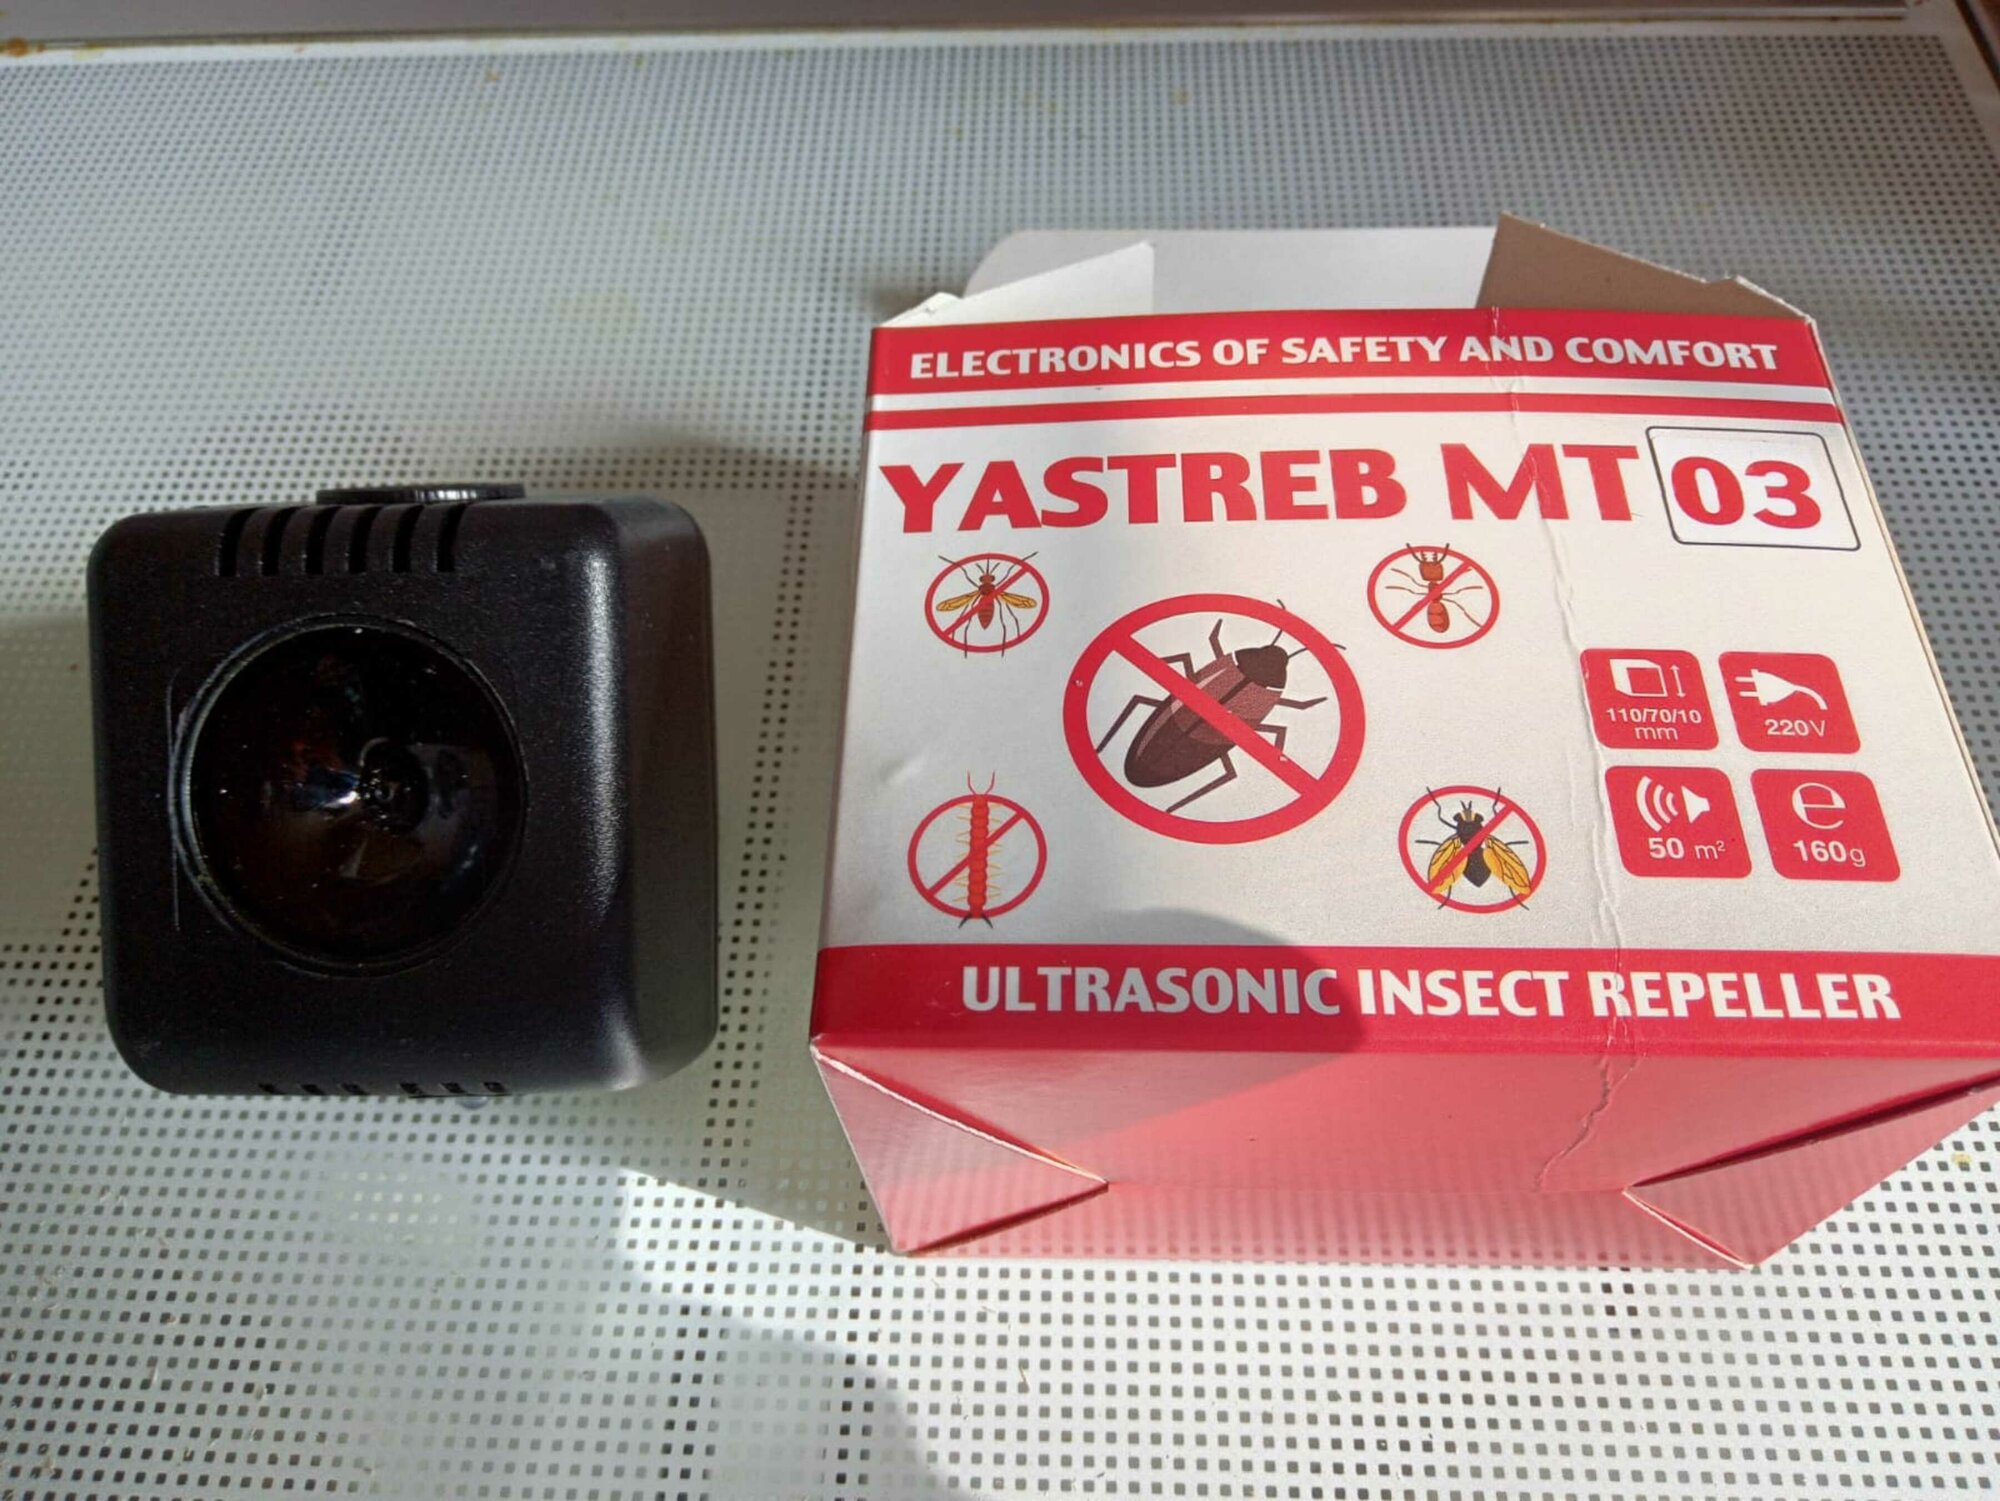 ELECTRONICS OF SAFETY AND COMFORT
YASTREB MT 03
110/70/10
mm
220V
50 m²
e
160g
ULTRASONIC INSECT REPELLER